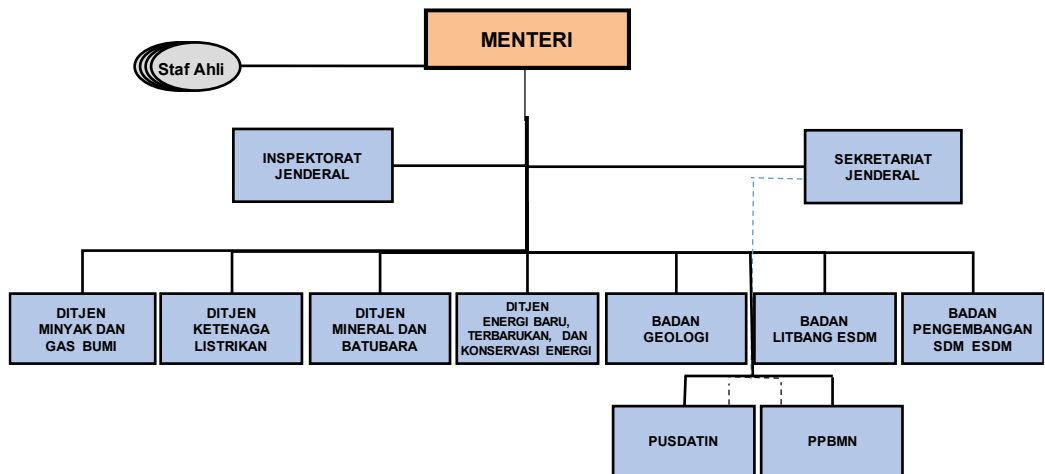 MENTERI
Staf Ahli
INSPEKTORAT
JENDERAL
SEKRETARIAT
JENDERAL
DITJEN
MINYAK DAN
GAS BUMI
DITJEN
KETENAGA
LISTRIKAN
DITJEN
MINERAL DAN
BATUBARA
DITJEN
ENERGI BARU,
TERBARUKAN, DAN
KONSERVASI ENERGI
BADAN
GEOLOGI
BADAN
LITBANG ESDM
BADAN
PENGEMBANGAN
SDM ESDM
PUSDATIN
PPBMN